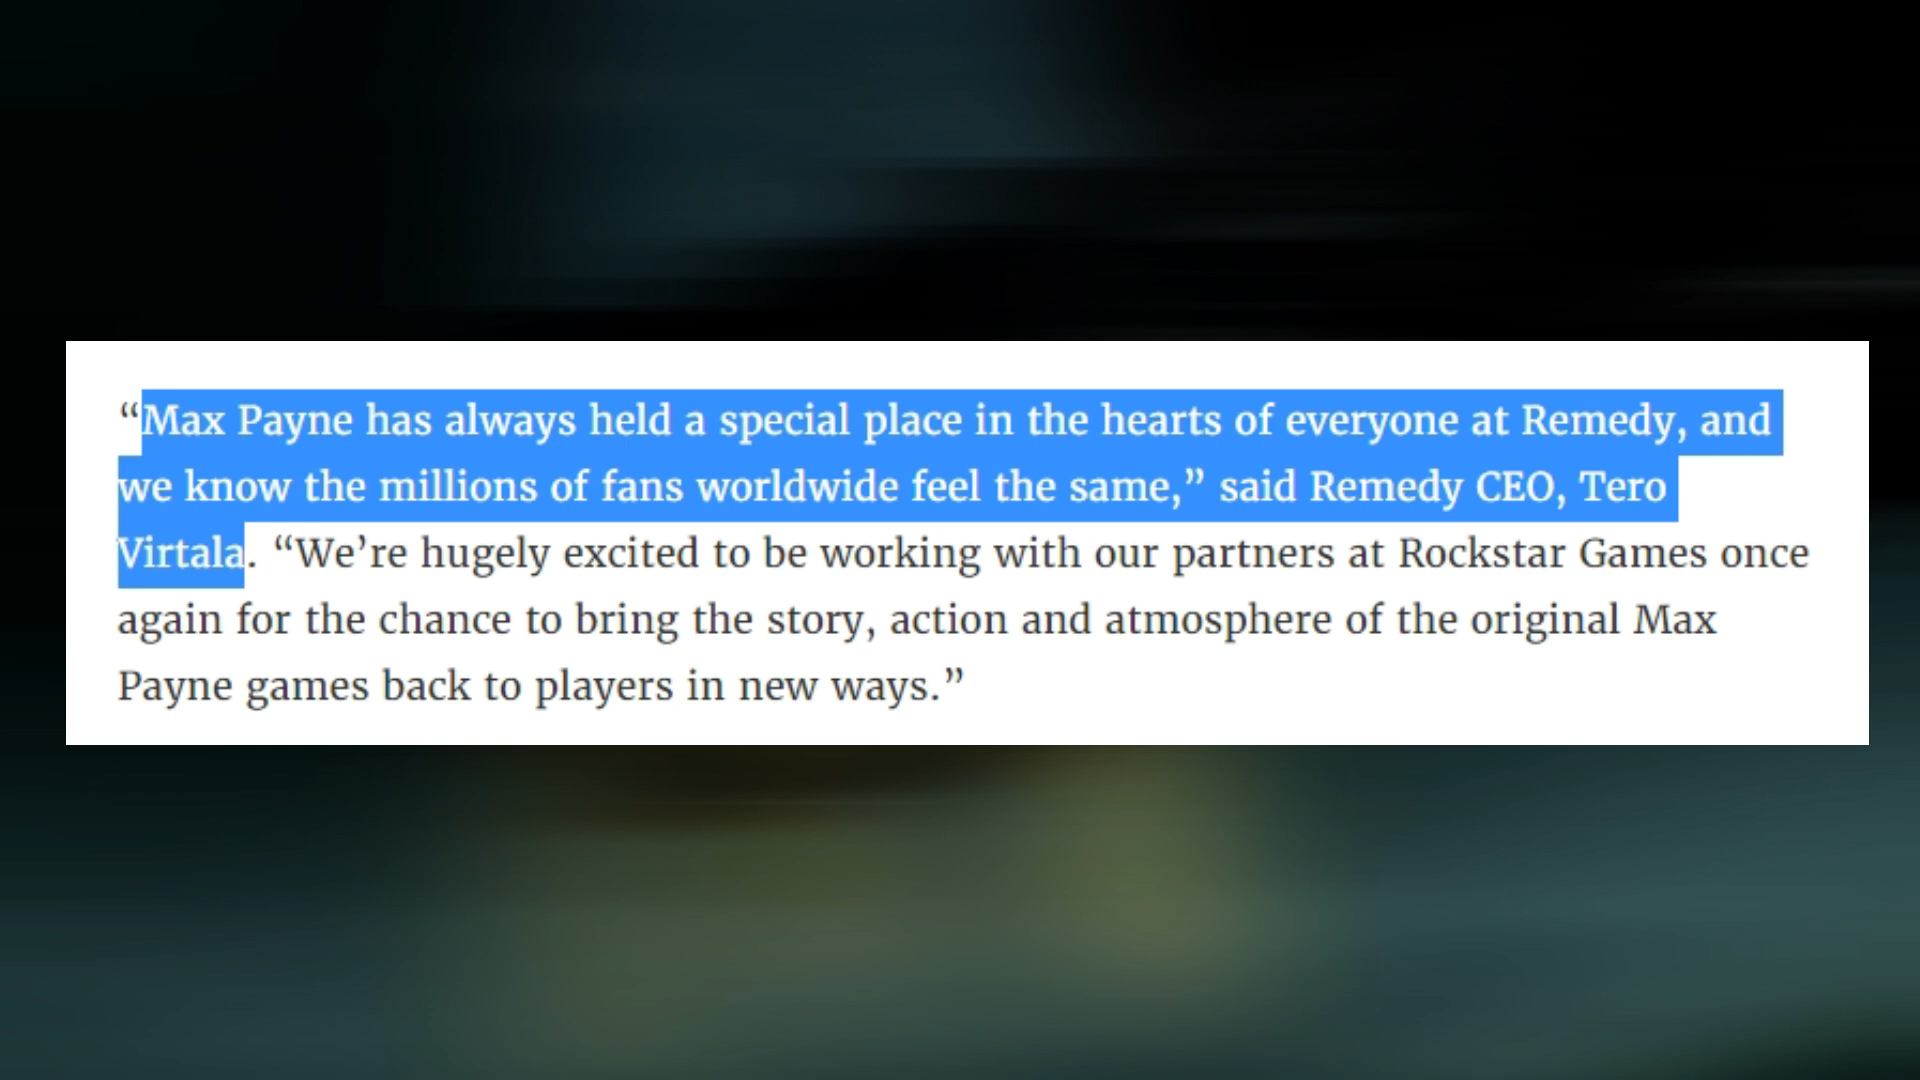 “Max Payne has always held a special place in the hearts of everyone at Remedy, and
we know the millions of fans worldwide feel the same,” said Remedy CEO, Tero
Virtala. “We’re hugely excited to be working with our partners at Rockstar Games once
again for the chance to bring the story, action and atmosphere of the original Max
Payne games back to players in new ways.”